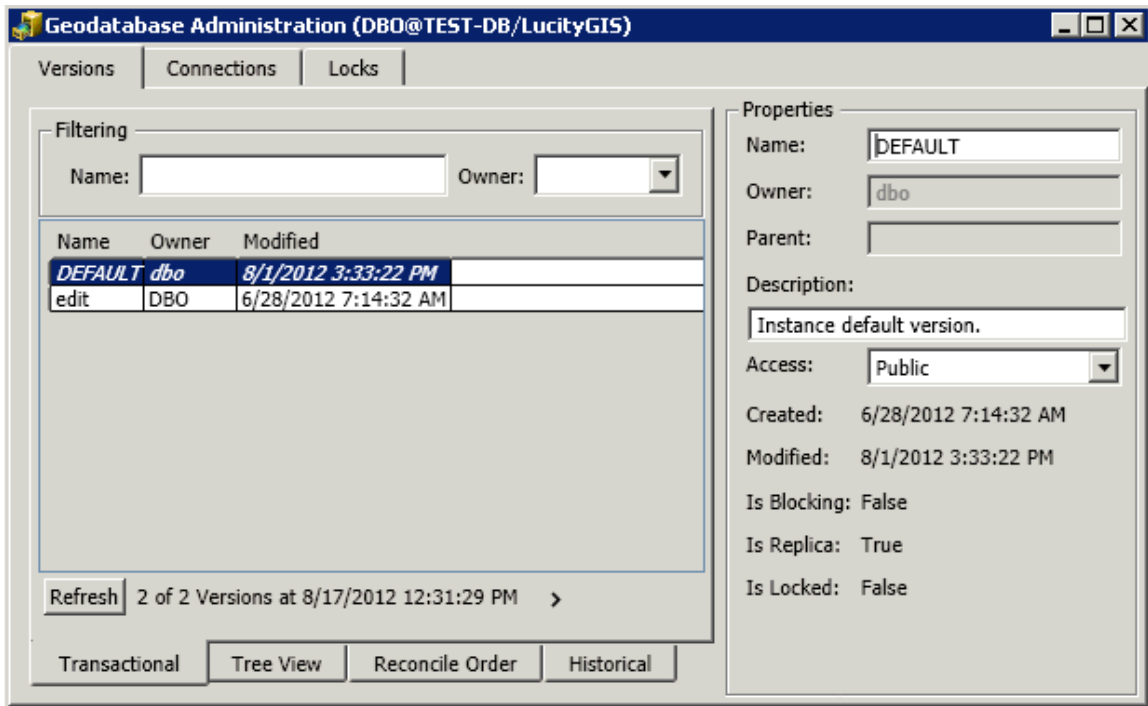 Geodatabase Administration (DBO@TEST-DB/LucityGIS)
Versions Connections Locks
Filtering
Name: Owner:
Name Owner Modified
DEFAULT dbo 8/1/2012 3:33:22 PM
edit DBO 6/28/2012 7:14:32 AM
Refresh 2 of 2 Versions at 8/17/2012 12:31:29 PM >
Transactional Tree View Reconcile Order Historical
Properties
Name: DEFAULT
Owner: dbo
Parent:
Description:
Instance default version.
Access: Public
Created: 6/28/2012 7:14:32 AM
Modified: 8/1/2012 3:33:22 PM
Is Blocking: False
Is Replica: True
Is Locked: False